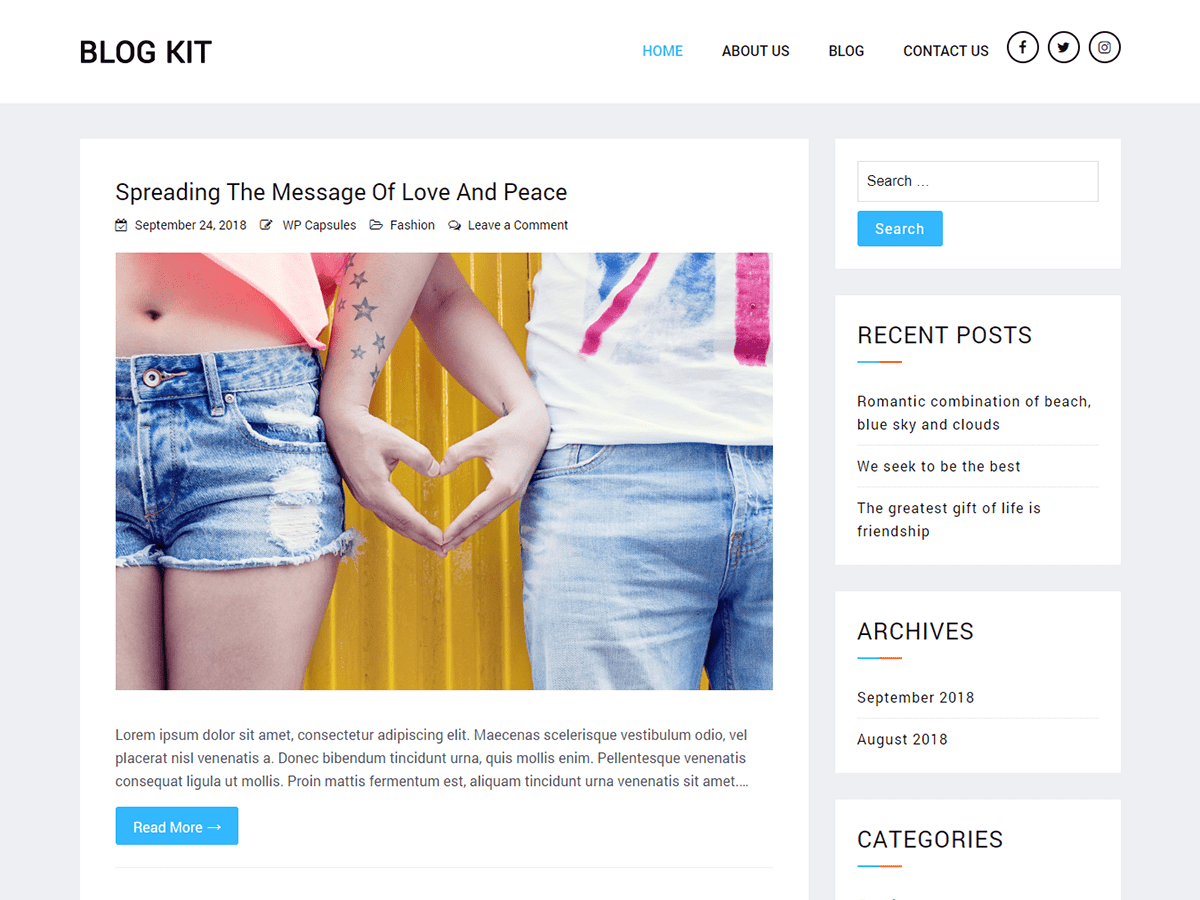 BLOG KIT
HOME
ABOUT US
BLOG
CONTACT US
Spreading The Message Of Love And Peace
September 24, 2018
WP Capsules
Fashion
Leave a Comment
Lorem ipsum dolor sit amet, consectetur adipiscing elit. Maecenas scelerisque vestibulum odio, vel
placerat nisl venenatis a. Donec bibendum tincidunt urna, quis mollis enim. Pellentesque venenatis
consequat ligula ut mollis. Proin mattis fermentum est, aliquam tincidunt urna venenatis sit amet....
Read More →
Search …
Search
RECENT POSTS
Romantic combination of beach,
blue sky and clouds
We seek to be the best
The greatest gift of life is
friendship
ARCHIVES
September 2018
August 2018
CATEGORIES